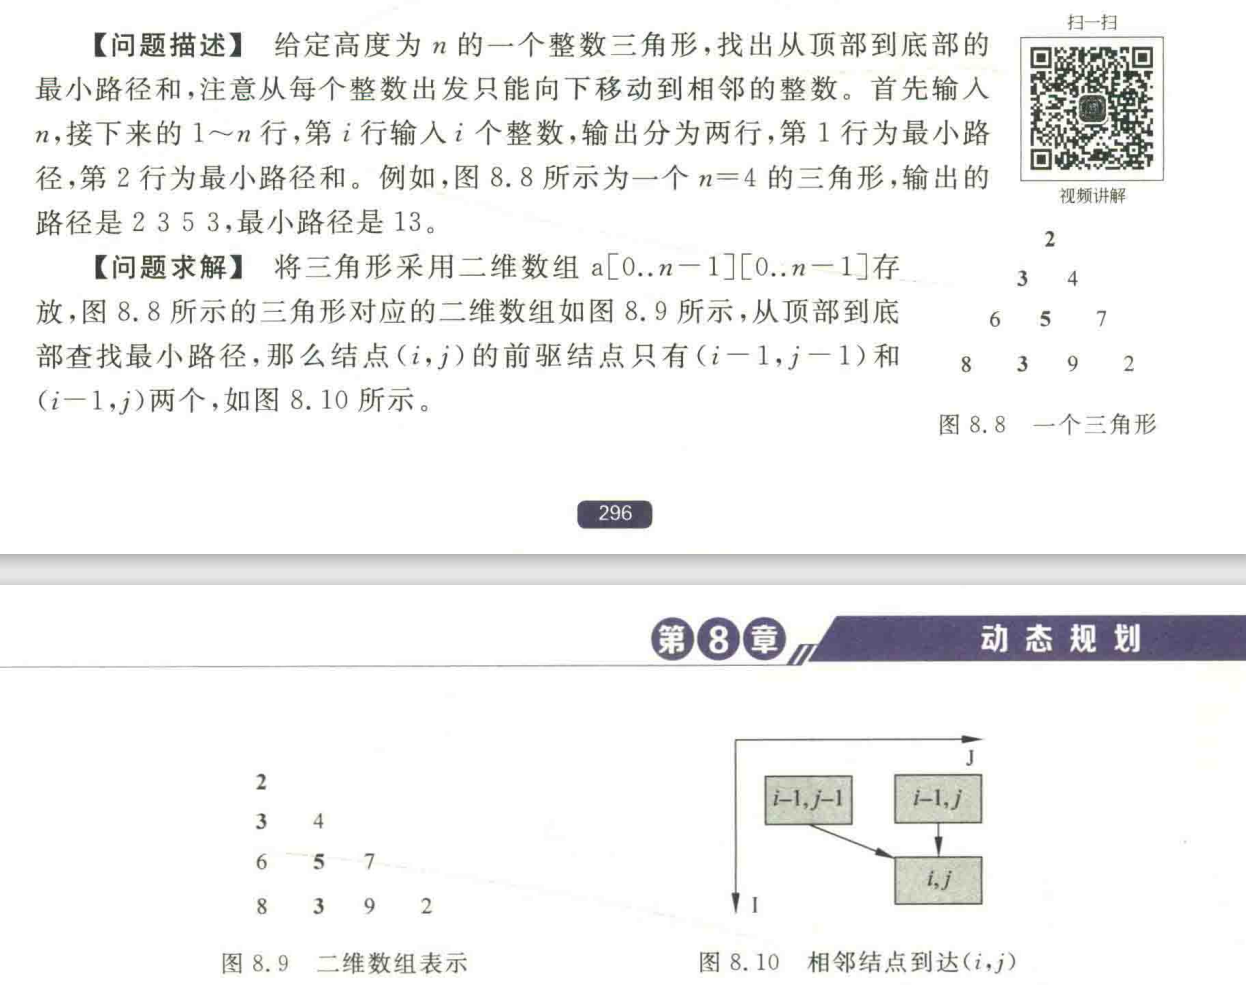 扫一扫
【问题描述】 给定高度为 n 的一个整数三角形,找出从顶部到底部的
最小路径和,注意从每个整数出发只能向下移动到相邻的整数。首先输入
n,接下来的 1～n 行,第 i 行输入 i 个整数,输出分为两行,第 1 行为最小路
径,第 2 行为最小路径和。例如,图 8.8 所示为一个 n=4 的三角形,输出的
路径是 2 3 5 3,最小路径是 13。
视频讲解
【问题求解】 将三角形采用二维数组 a[0..n-1][0..n-1]存
放,图 8.8 所示的三角形对应的二维数组如图 8.9 所示,从顶部到底
部查找最小路径,那么结点(i,j)的前驱结点只有(i-1,j-1)和
(i-1,j)两个,如图 8.10 所示。
2
3 4
6 5 7
8 3 9 2
图 8.8 一个三角形
296
第8章 动态规划
2
3 4
6 5 7
8 3 9 2
图 8.9 二维数组表示
J
i-1,j-1 i-1,j
i,j
I
图 8.10 相邻结点到达(i,j)